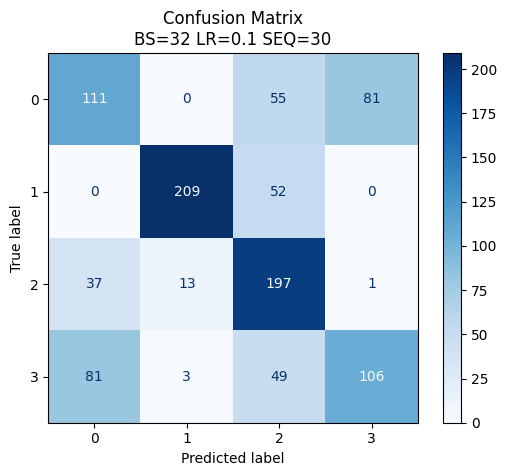 Confusion Matrix
BS=32 LR=0.1 SEQ=30
0 111 0 55 81
1 0 209 52 0
2 37 13 197 1
3 81 3 49 106
0 1 2 3
Predicted label
True label
200
175
150
125
100
75
50
25
0